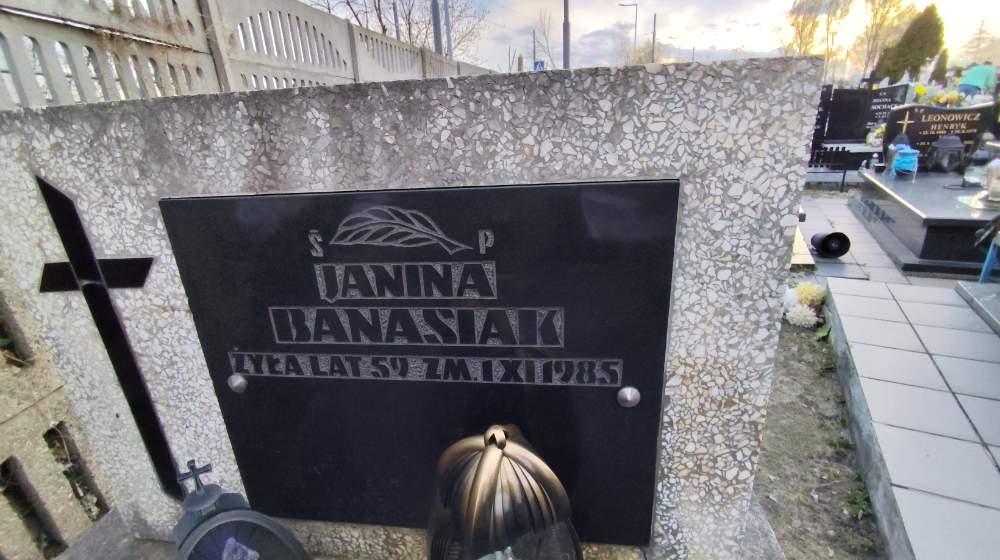 Ś P
JANINA
BANASIAK
ŻYŁA LAT 59 ZM. 1 XI 1985
LEONOWICZ
HENRYK